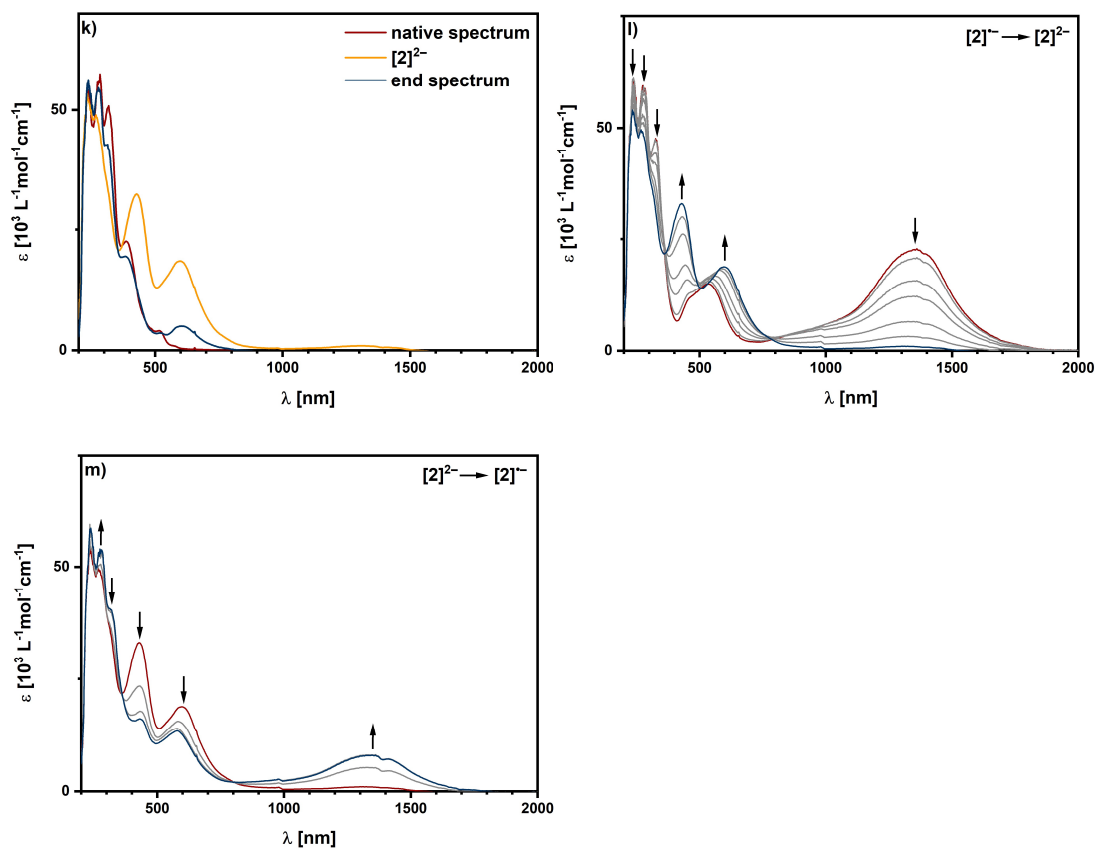 k)
native spectrum
[2]²⁻
end spectrum
50
0
500
1000
1500
2000
λ [nm]
ε [10³ L⁻¹mol⁻¹cm⁻¹]
l)
[2]•⁻ → [2]²⁻
50
0
500
1000
1500
2000
λ [nm]
ε [10³ L⁻¹mol⁻¹cm⁻¹]
m)
[2]²⁻ → [2]•⁻
50
0
500
1000
1500
2000
λ [nm]
ε [10³ L⁻¹mol⁻¹cm⁻¹]